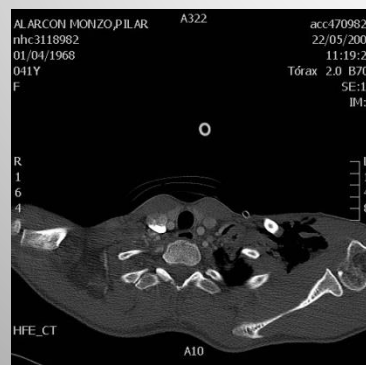 ALARCON MONZO,PILAR
nhc3118982
01/04/1968
041Y
F
A322
acc470982
22/05/200
11:19:2
Tórax 2.0 B70
SE:1
IM:
R
1
6
4
HFE_CT
A10